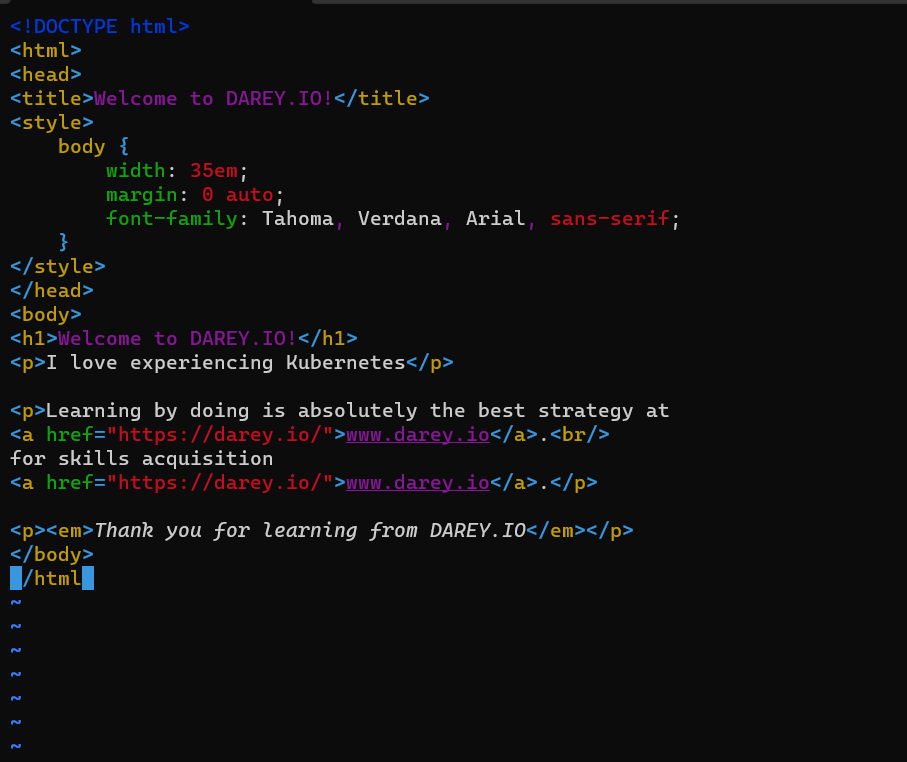 <!DOCTYPE html>
<html>
<head>
<title>Welcome to DAREY.IO!</title>
<style>
    body {
        width: 35em;
        margin: 0 auto;
        font-family: Tahoma, Verdana, Arial, sans-serif;
    }
</style>
</head>
<body>
<h1>Welcome to DAREY.IO!</h1>
<p>I love experiencing Kubernetes</p>

<p>Learning by doing is absolutely the best strategy at
<a href="https://darey.io/">www.darey.io</a>.<br/>
for skills acquisition
<a href="https://darey.io/">www.darey.io</a>.</p>

<p><em>Thank you for learning from DAREY.IO</em></p>
</body>
</html>
~
~
~
~
~
~
~